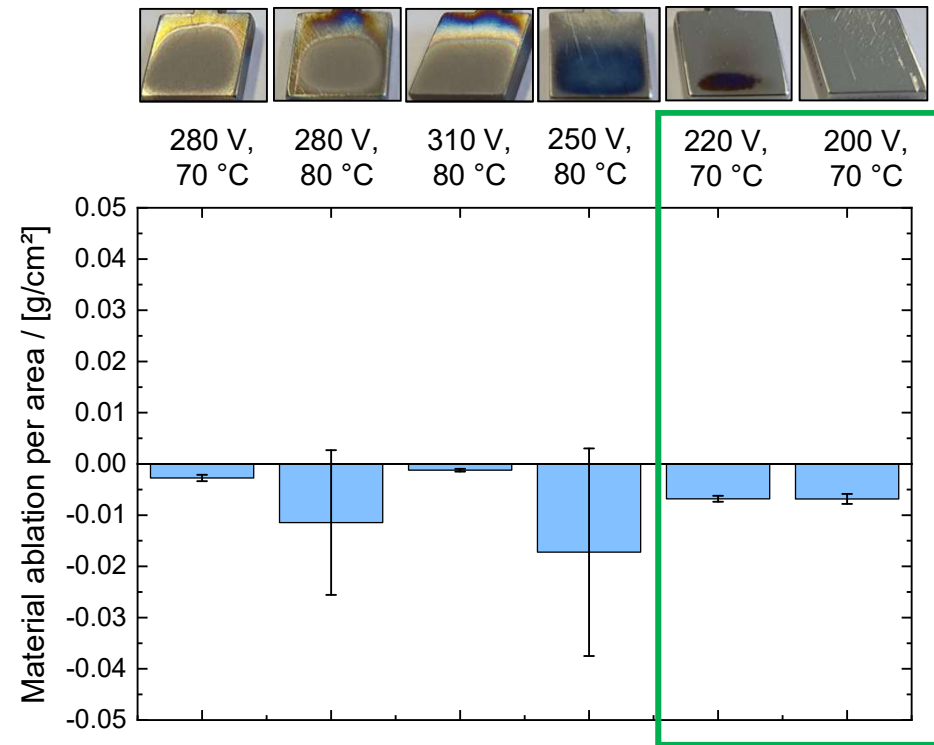 280 V,
70 °C
280 V,
80 °C
310 V,
80 °C
250 V,
80 °C
220 V,
70 °C
200 V,
70 °C
Material ablation per area / [g/cm²]
0.05
0.04
0.03
0.02
0.01
0.00
-0.01
-0.02
-0.03
-0.04
-0.05